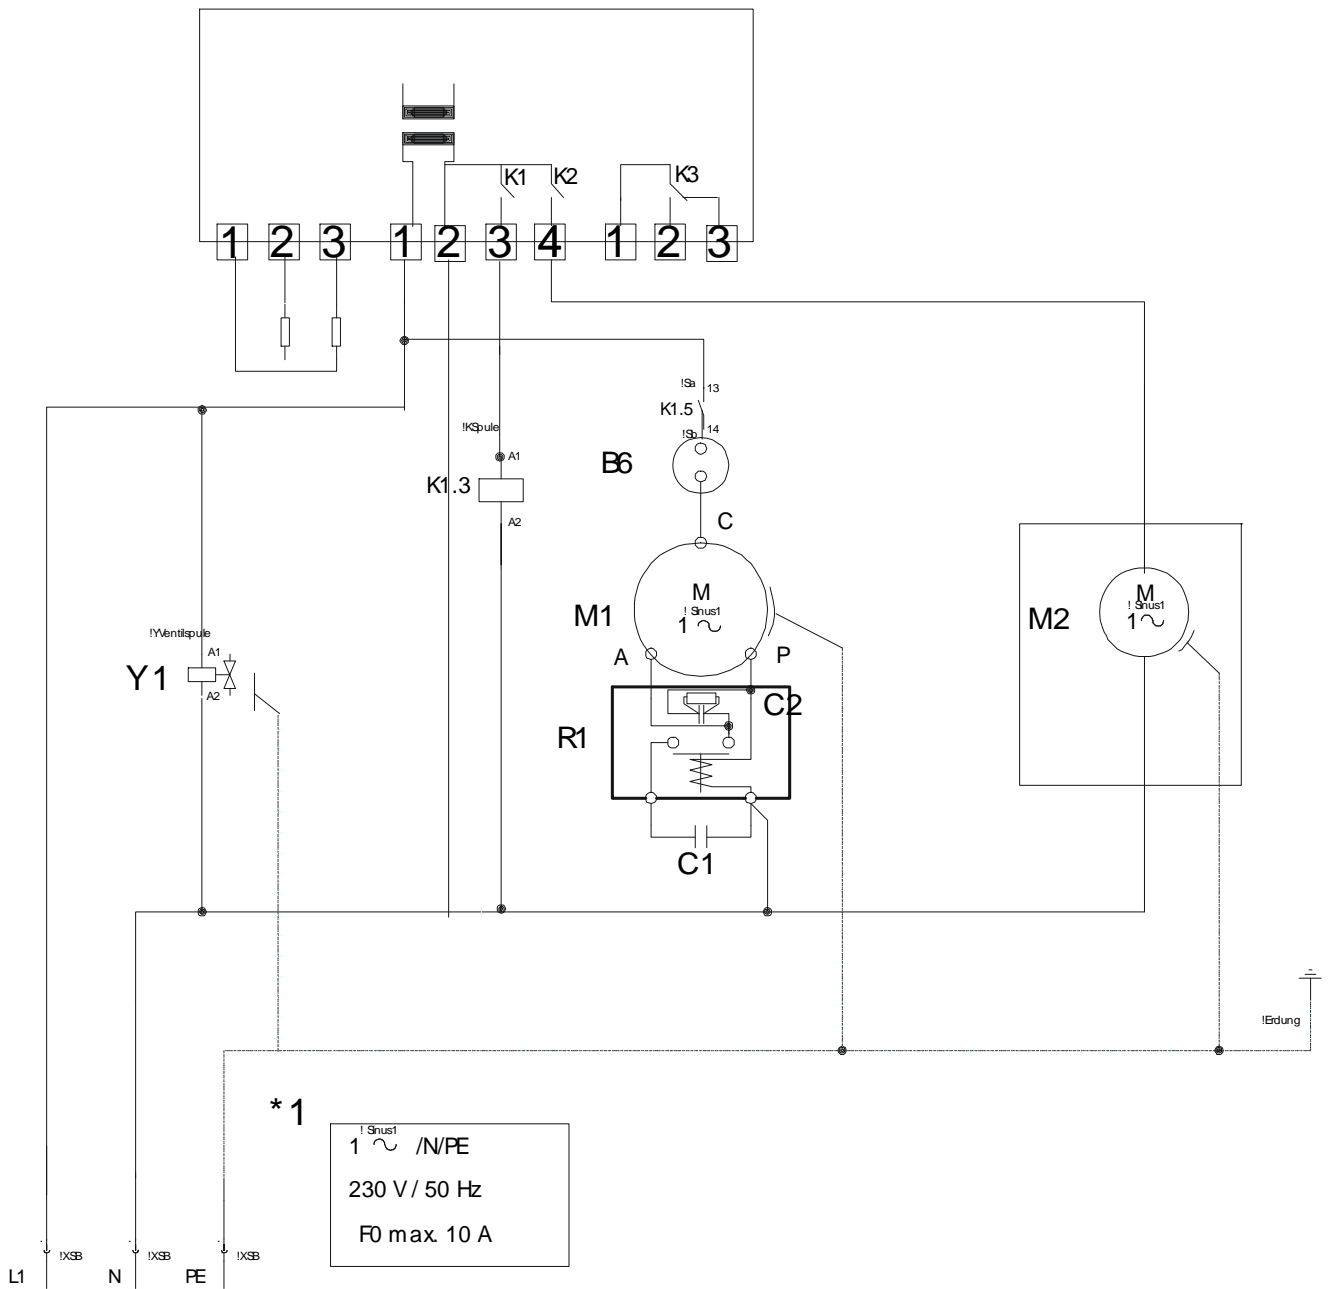 K1 K2 K3
1 2 3 1 2 3 4 1 2 3
!Sa 13
K1.5
!Sb 14
!KSpule
A1
B6
K1.3
A2
C
M
! Sinus1
1
M1
A P
M
! Sinus1
1
M2
!YVentilspule
A1
Y1
A2
C2
R1
C1
!Erdung
*1
! Sinus1
1 /N/PE
230 V / 50 Hz
F0 max. 10 A
!XSB !XSB !XSB
L1 N PE